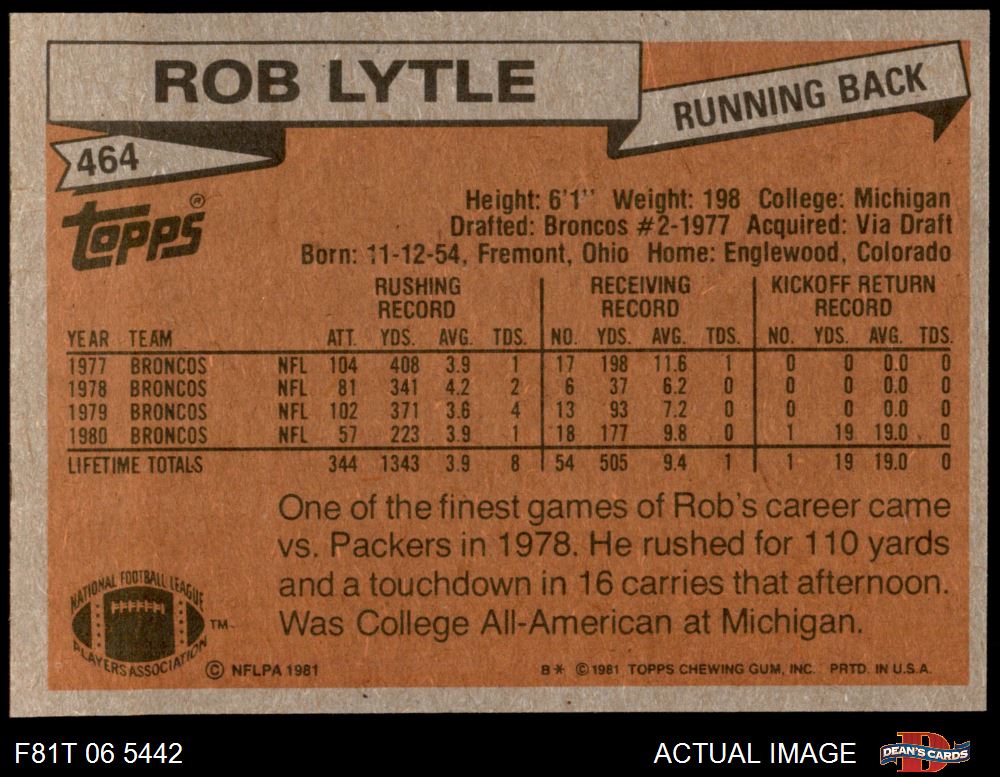 ROB LYTLE
RUNNING BACK
464
TOPPS®
Height: 6'1" Weight: 198 College: Michigan
Drafted: Broncos #2-1977 Acquired: Via Draft
Born: 11-12-54, Fremont, Ohio Home: Englewood, Colorado
RUSHING RECORD RECEIVING RECORD KICKOFF RETURN RECORD
YEAR TEAM ATT. YDS. AVG. TDS. NO. YDS. AVG. TDS. NO. YDS. AVG. TDS.
1977 BRONCOS NFL 104 408 3.9 1 17 198 11.6 1 0 0 0.0 0
1978 BRONCOS NFL 81 341 4.2 2 6 37 6.2 0 0 0 0.0 0
1979 BRONCOS NFL 102 371 3.6 4 13 93 7.2 0 0 0 0.0 0
1980 BRONCOS NFL 57 223 3.9 1 18 177 9.8 0 1 19 19.0 0
LIFETIME TOTALS 344 1343 3.9 8 54 505 9.4 1 1 19 19.0 0
One of the finest games of Rob's career came
vs. Packers in 1978. He rushed for 110 yards
and a touchdown in 16 carries that afternoon.
Was College All-American at Michigan.
NATIONAL FOOTBALL LEAGUE
PLAYERS ASSOCIATION
TM
© NFLPA 1981
B* © 1981 TOPPS CHEWING GUM, INC. PRTD. IN U.S.A.
F81T 06 5442
ACTUAL IMAGE
DEAN'S CARDS